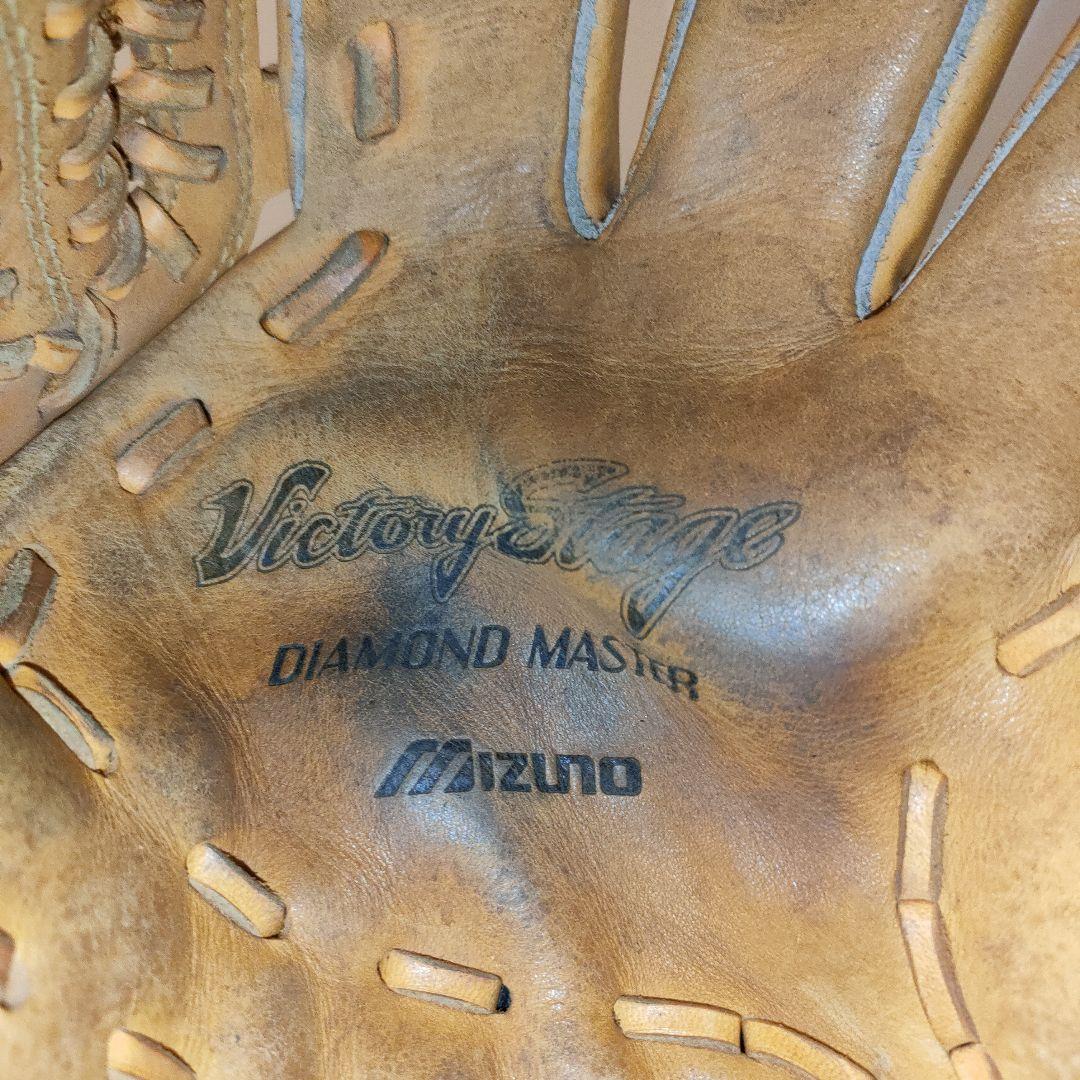 Victory Stage
DIAMOND MASTER
MIZUNO